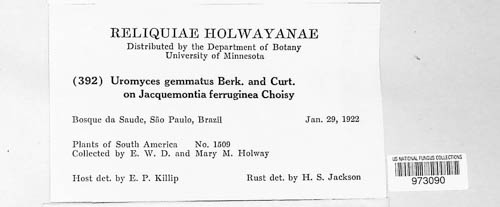 RELIQUIAE HOLWAYANAE
Distributed by the Department of Botany
University of Minnesota
(392) Uromyces gemmatus Berk. and Curt.
on Jacquemontia ferruginea Choisy
Bosque da Saude, São Paulo, Brazil Jan. 29, 1922
Plants of South America No. 1509
Collected by E. W. D. and Mary M. Holway
Host det. by E. P. Killip Rust det. by H. S. Jackson
US NATIONAL FUNGUS COLLECTIONS
973090